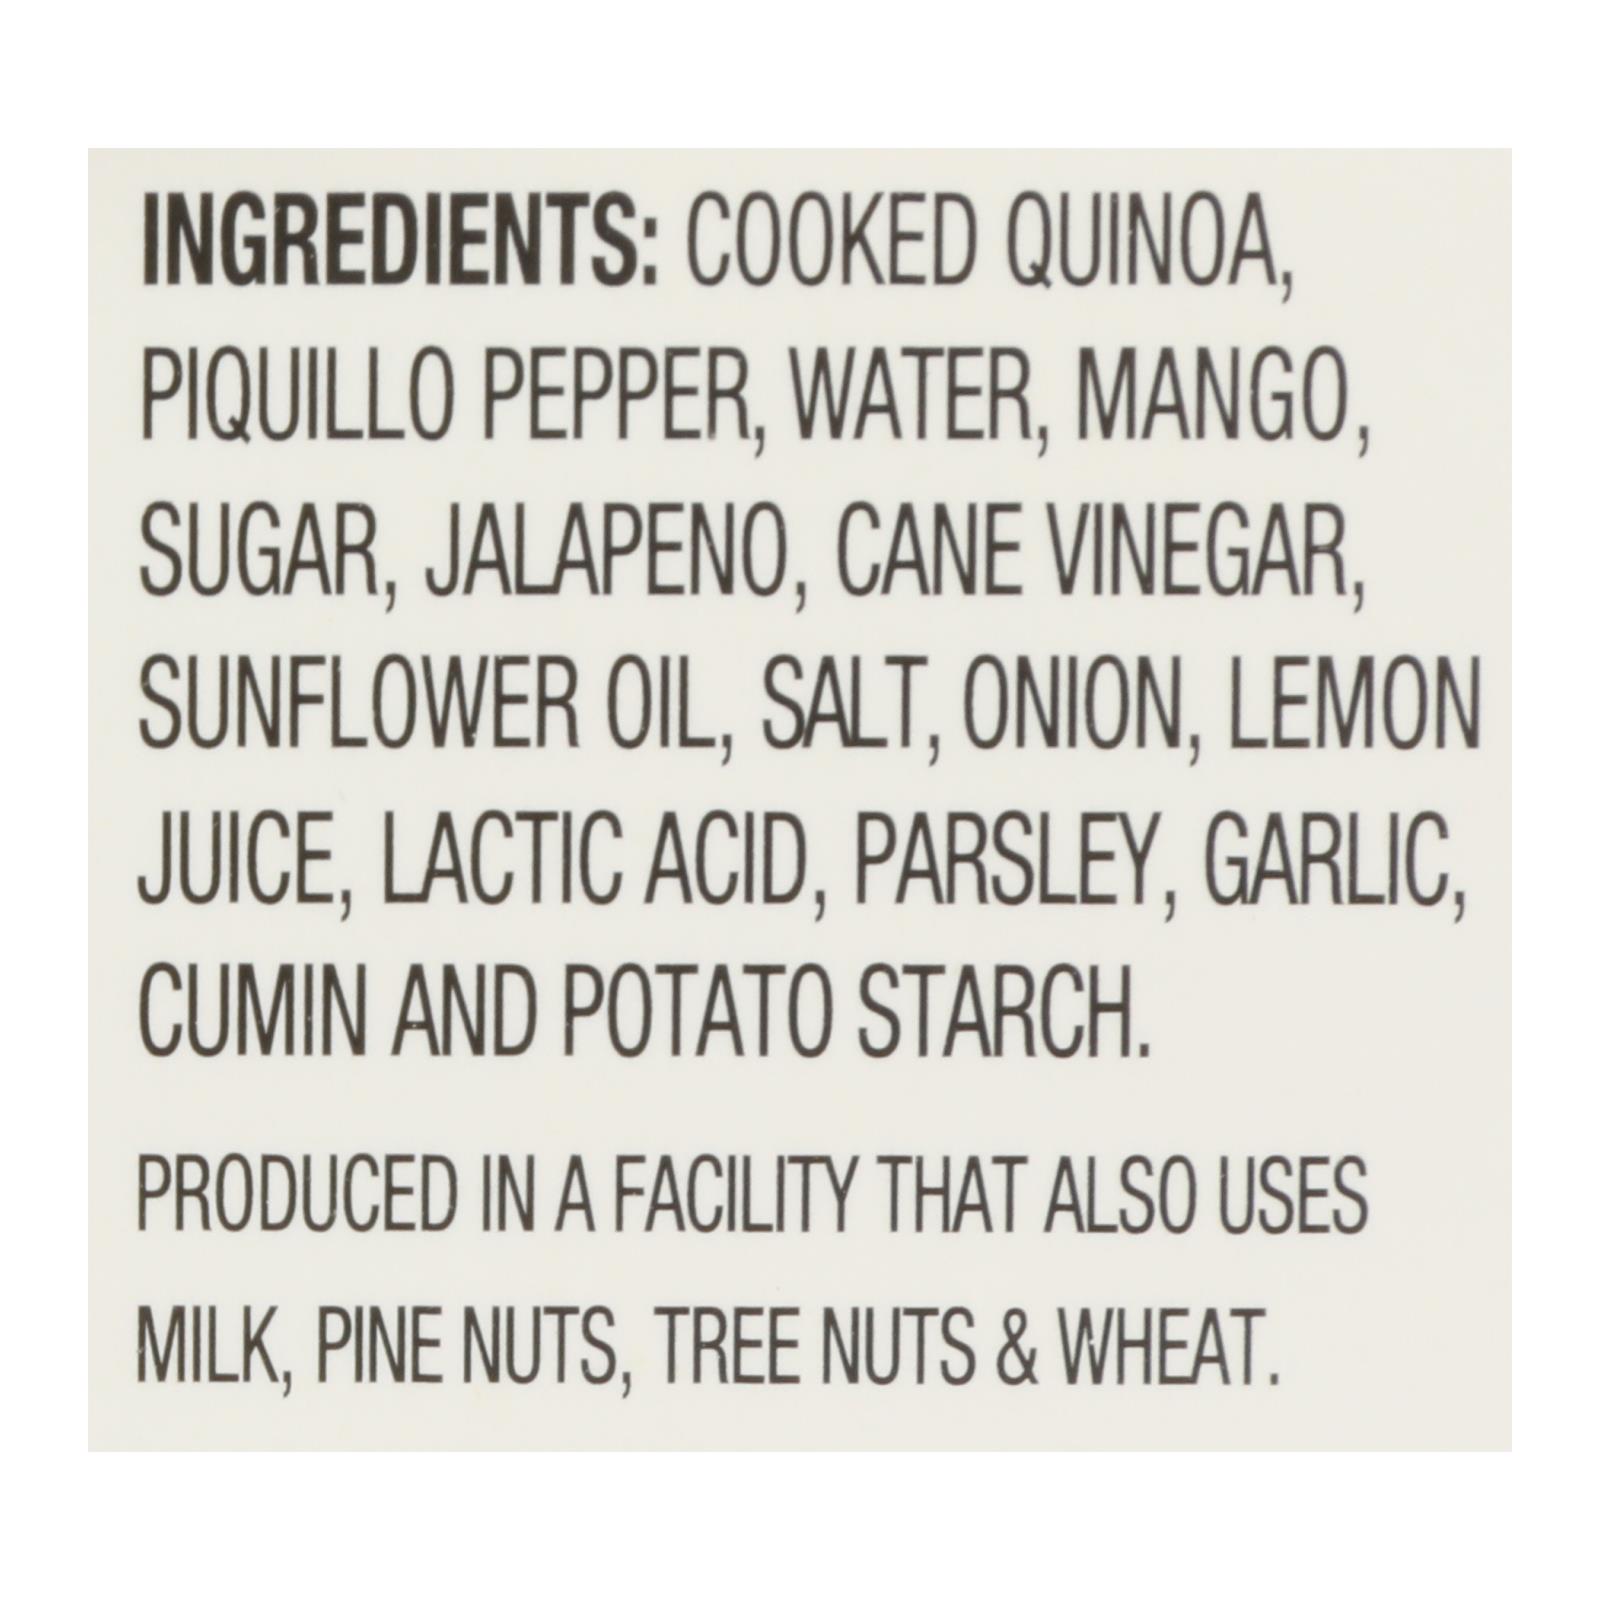 INGREDIENTS: COOKED QUINOA,
PIQUILLO PEPPER, WATER, MANGO,
SUGAR, JALAPENO, CANE VINEGAR,
SUNFLOWER OIL, SALT, ONION, LEMON
JUICE, LACTIC ACID, PARSLEY, GARLIC,
CUMIN AND POTATO STARCH.
PRODUCED IN A FACILITY THAT ALSO USES
MILK, PINE NUTS, TREE NUTS & WHEAT.